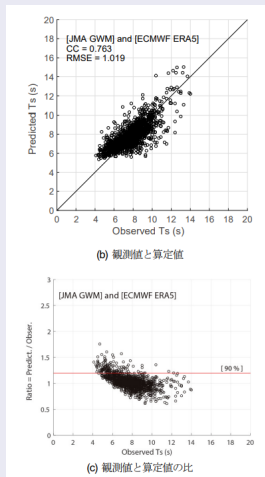 20
18
16
14
12
10
8
6
4
2
0
[JMA GWM] and [ECMWF ERA5]
CC = 0.763
RMSE = 1.019
Predicted Ts (s)
0 2 4 6 8 10 12 14 16 18 20
Observed Ts (s)
(b) 観測値と算定値
3
2.5
2
1.5
1
0.5
0
[JMA GWM] and [ECMWF ERA5]
[ 90 % ]
Ratio = Predict. / Obser.
0 2 4 6 8 10 12 14 16 18 20
Observed Ts (s)
(c) 観測値と算定値の比